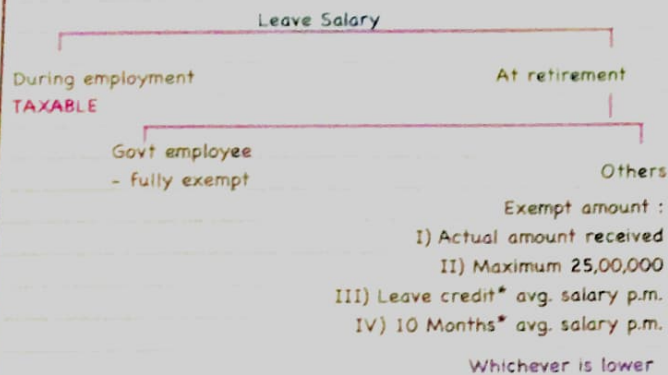 Leave Salary
During employment
TAXABLE
At retirement
Govt employee
- fully exempt
Others
Exempt amount :
I) Actual amount received
II) Maximum 25,00,000
III) Leave credit* avg. salary p.m.
IV) 10 Months* avg. salary p.m.
Whichever is lower